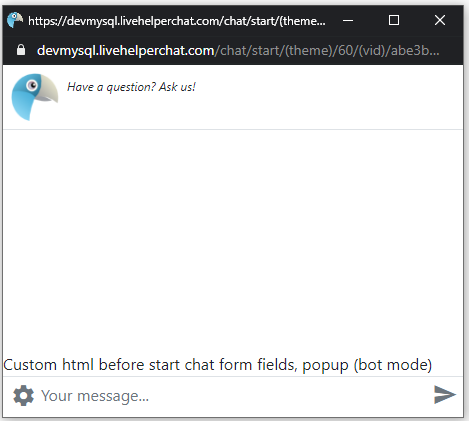 https://devmysql.livehelperchat.com/chat/start/(theme...
devmysql.livehelperchat.com/chat/start/(theme)/60/(vid)/abe3b...
Have a question? Ask us!
Custom html before start chat form fields, popup (bot mode)
Your message...